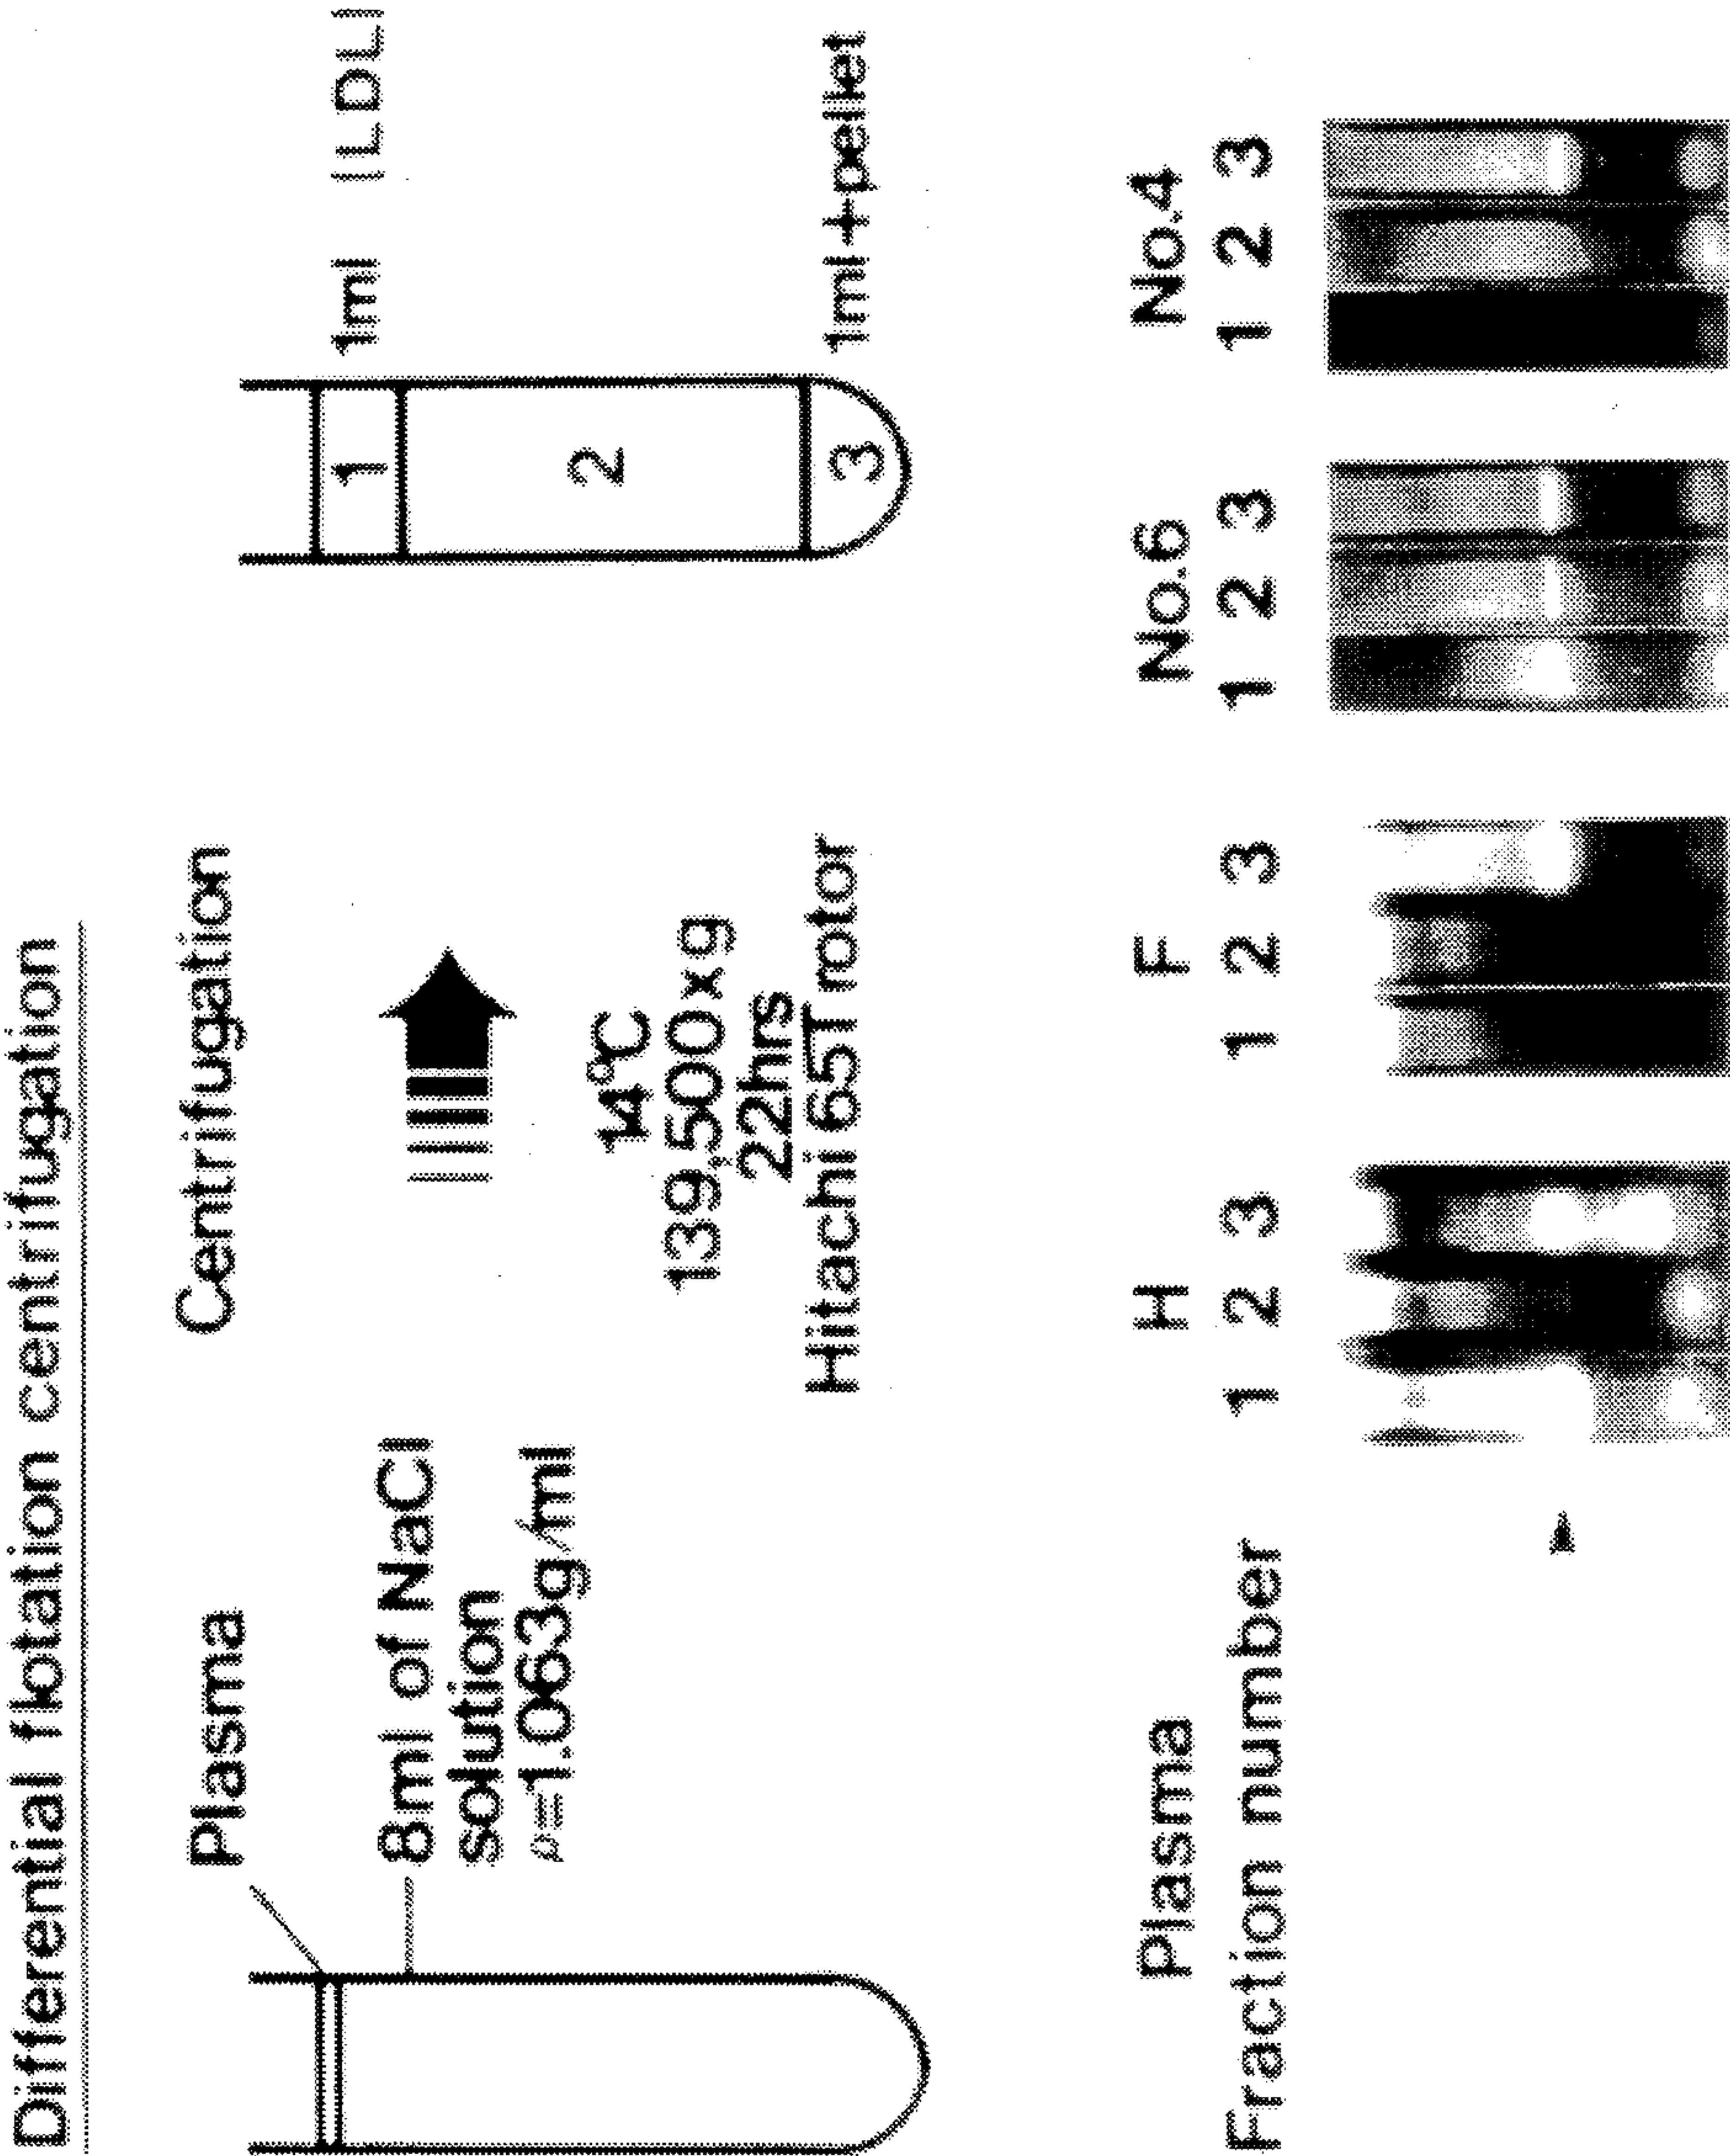 Differential flotation centrifugation
Plasma
8ml of NaCl
solution
ρ=1.063g/ml
Centrifugation
14°C
139,500xg
22hrs
Hitachi 65T rotor
1
2
3
1ml [LDL]
1ml+pellet
Plasma H F No.6 No.4
Fraction number 1 2 3 1 2 3 1 2 3 1 2 3